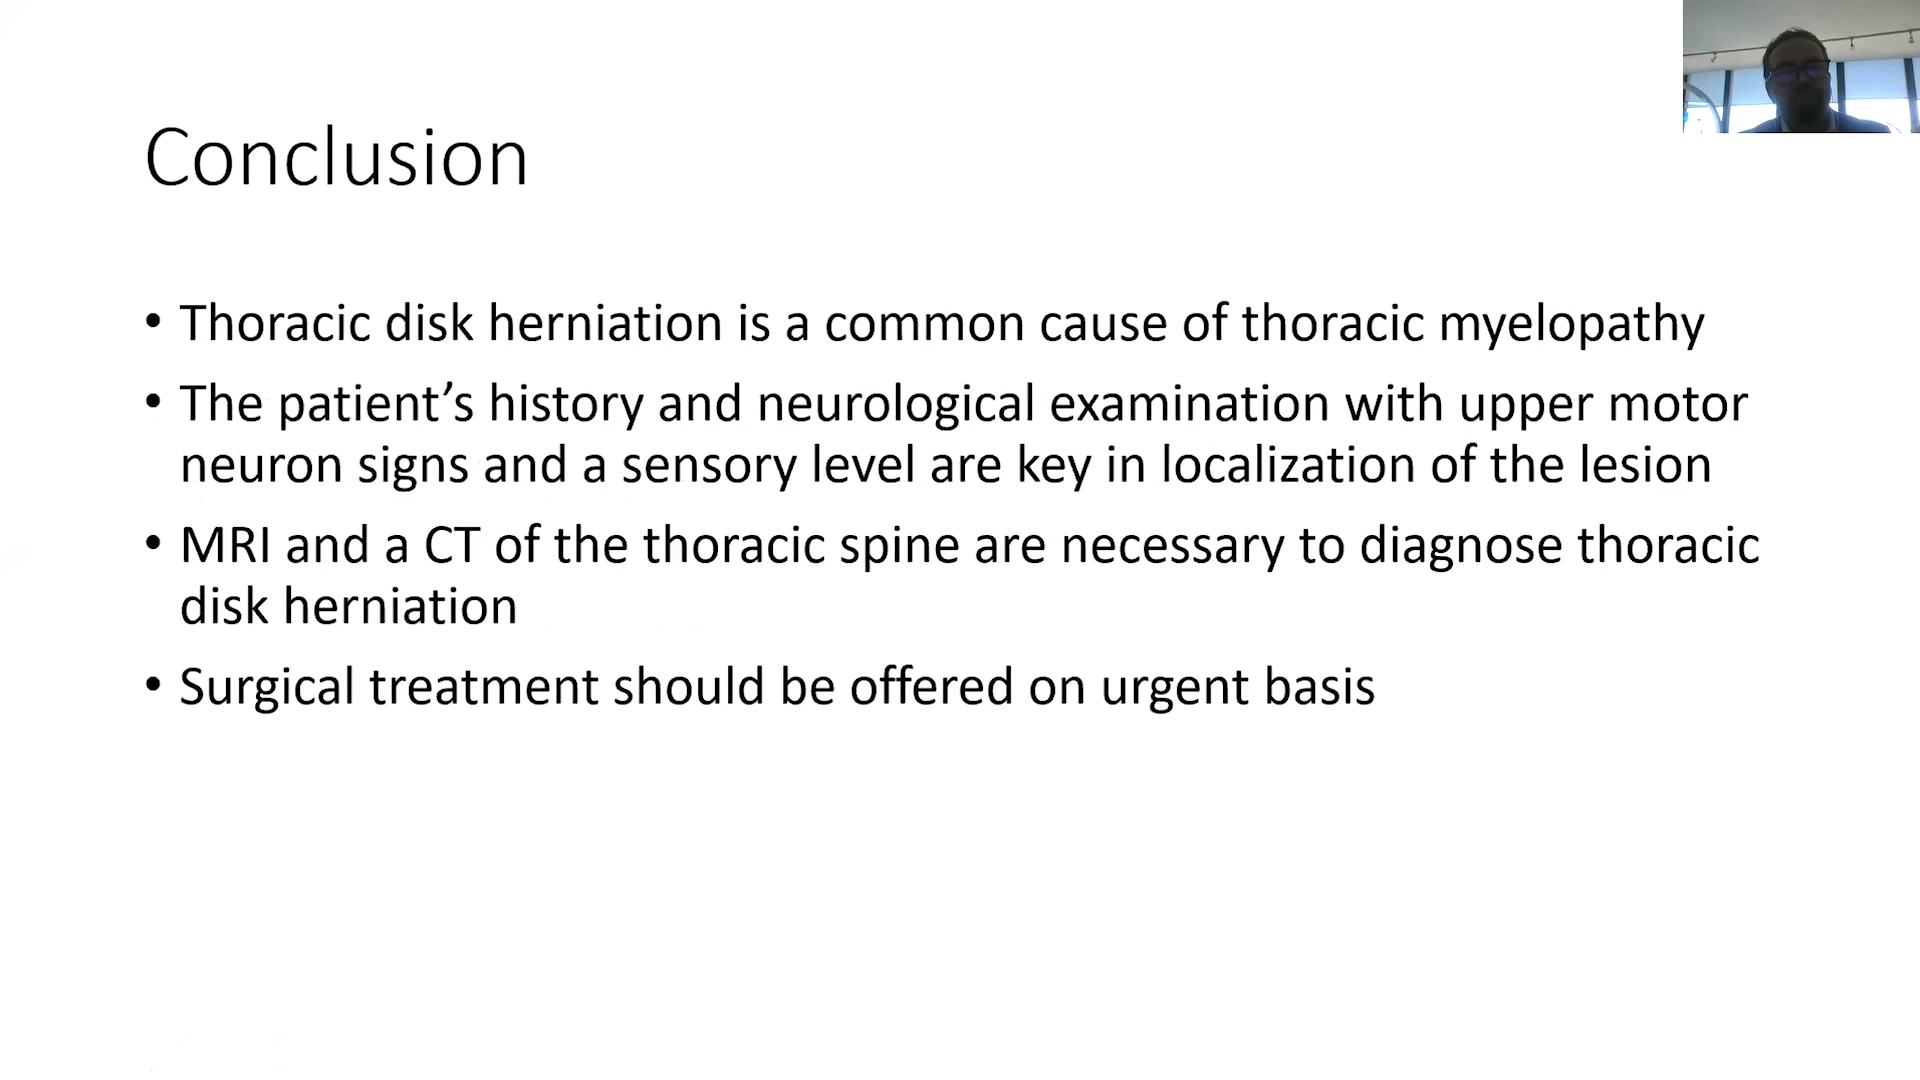 Conclusion
• Thoracic disk herniation is a common cause of thoracic myelopathy
• The patient’s history and neurological examination with upper motor
neuron signs and a sensory level are key in localization of the lesion
• MRI and a CT of the thoracic spine are necessary to diagnose thoracic
disk herniation
• Surgical treatment should be offered on urgent basis